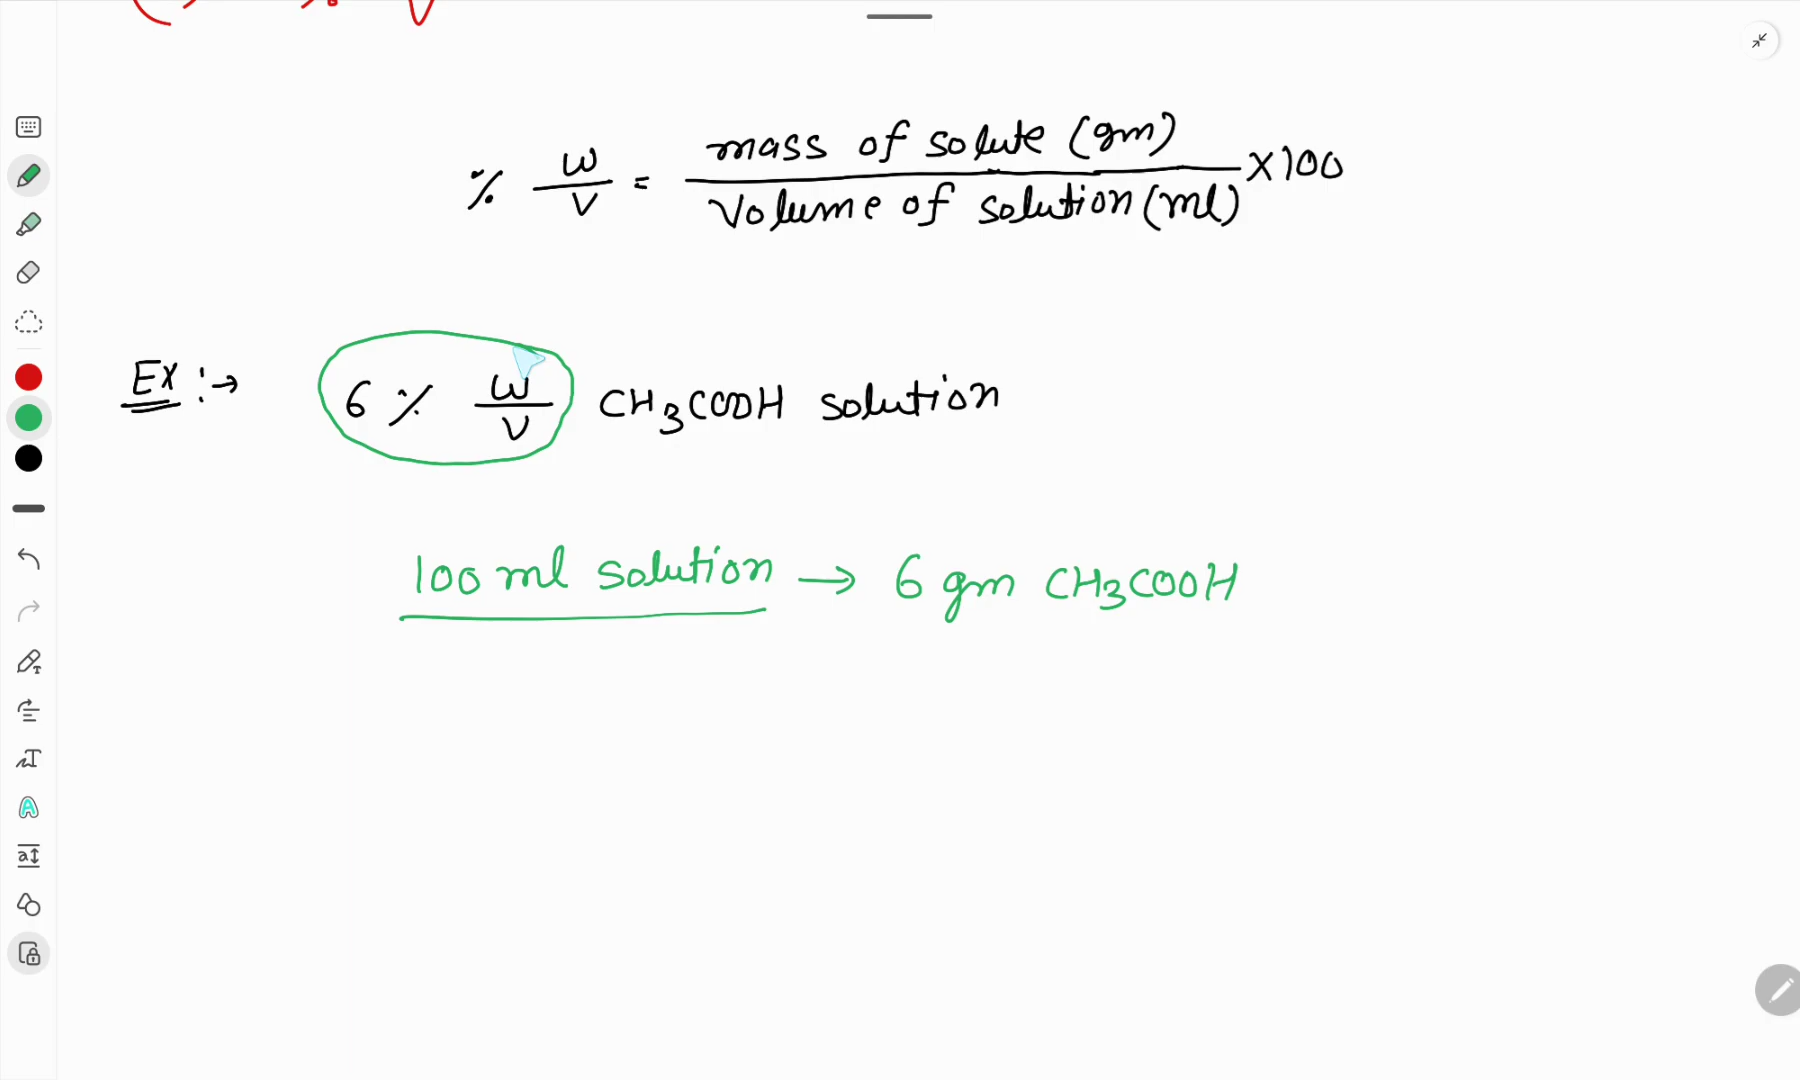 % w/v = mass of solute (gm) / Volume of solution (ml) X100
Ex :→ 6 % w/v CH3COOH solution
100 ml solution → 6 gm CH3COOH